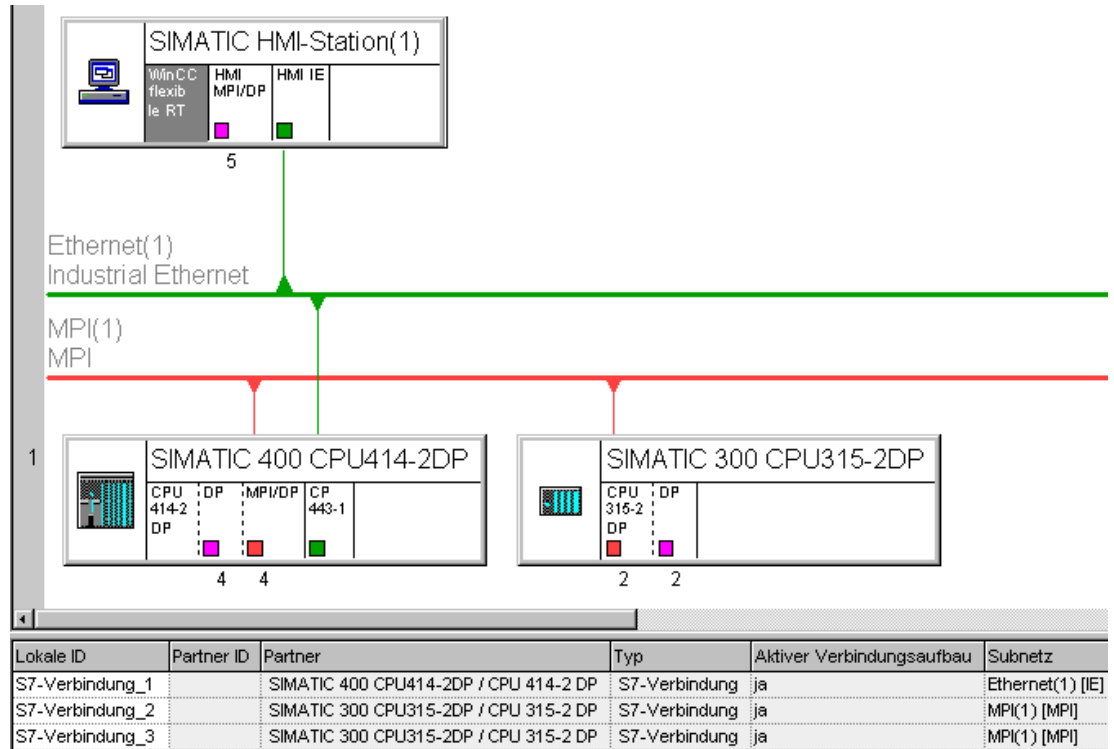 SIMATIC HMI-Station(1)
WinCC flexib le RT
HMI MPI/DP
HMI IE
5
Ethernet(1)
Industrial Ethernet
MPI(1)
MPI
1
SIMATIC 400 CPU414-2DP
CPU 414-2 DP
DP
MPI/DP
CP 443-1
4 4
SIMATIC 300 CPU315-2DP
CPU 315-2 DP
DP
2 2
Lokale ID Partner ID Partner Typ Aktiver Verbindungsaufbau Subnetz
S7-Verbindung_1 SIMATIC 400 CPU414-2DP / CPU 414-2 DP S7-Verbindung ja Ethernet(1) [IE]
S7-Verbindung_2 SIMATIC 300 CPU315-2DP / CPU 315-2 DP S7-Verbindung ja MPI(1) [MPI]
S7-Verbindung_3 SIMATIC 300 CPU315-2DP / CPU 315-2 DP S7-Verbindung ja MPI(1) [MPI]